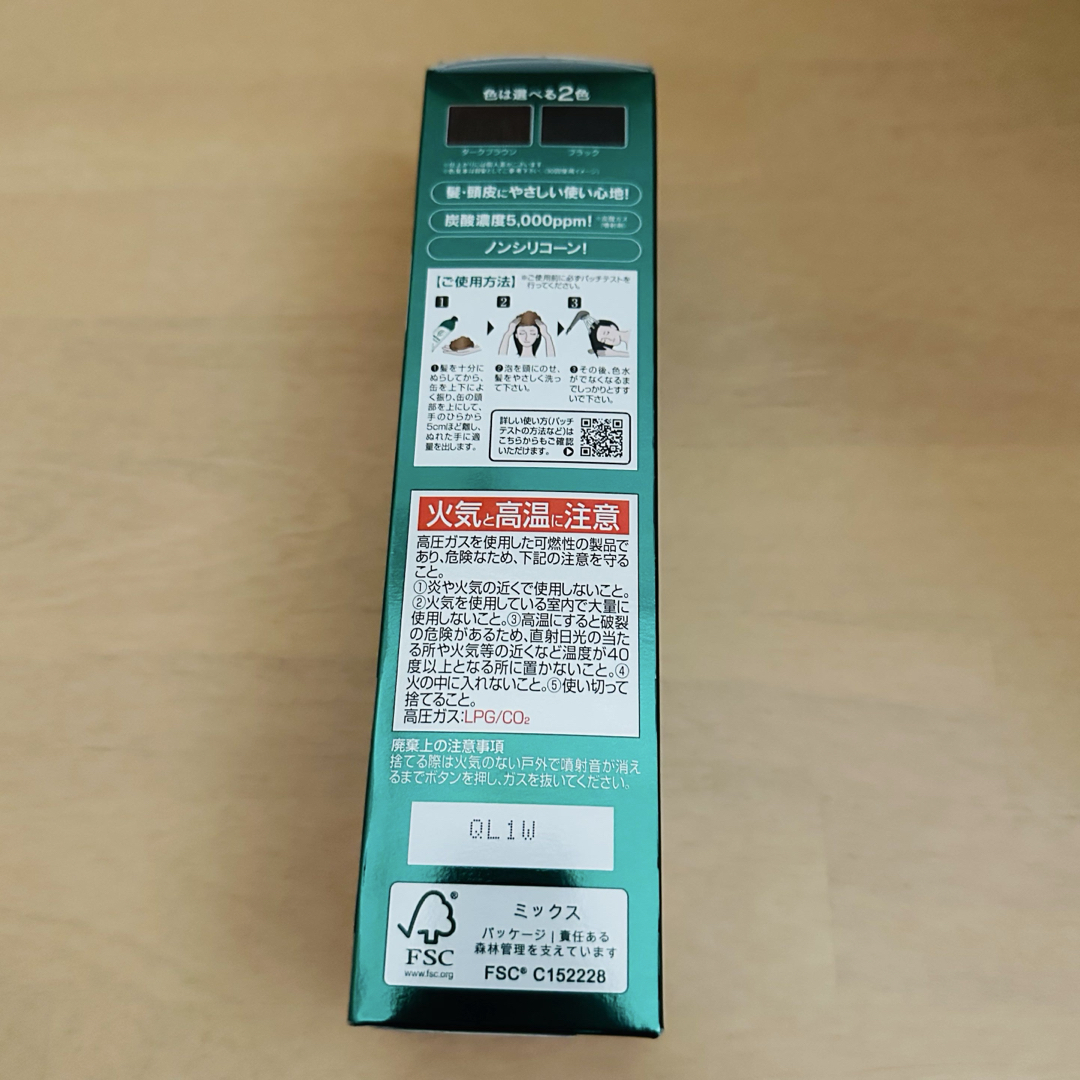 色は選べる2色
ダークブラウン
ブラック
髪・頭皮にやさしい使い心地!
炭酸濃度5,000ppm!
ノンシリコーン!
【ご使用方法】
※ご使用前に必ずパッチテストを
行ってください。
1
2
3
❶髪を十分に
ぬらしてから、
缶を上下によ
く振り、缶の頭
部を上にして、
手のひらから
5cmほど離し、
ぬれた手に適
量を出します。
❷泡を頭にのせ、
髪をやさしく洗っ
て下さい。
❸その後、色水
がでなくなるま
でしっかりとすす
いで下さい。
詳しい使い方(パッチ
テストの方法など)は
こちらからもご確認
いただけます。
火気と高温に注意
高圧ガスを使用した可燃性の製品で
あり、危険なため、下記の注意を守る
こと。
①炎や火気の近くで使用しないこと。
②火気を使用している室内で大量に
使用しないこと。③高温にすると破裂
の危険があるため、直射日光の当た
る所や火気等の近くなど温度が40
度以上となる所に置かないこと。④
火の中に入れないこと。⑤使い切って
捨てること。
高圧ガス:LPG/CO₂
廃棄上の注意事項
捨てる際は火気のない戸外で噴射音が消え
るまでボタンを押し、ガスを抜いてください。
QL1W
FSC
www.fsc.org
ミックス
パッケージ | 責任ある
森林管理を支えています
FSC® C152228